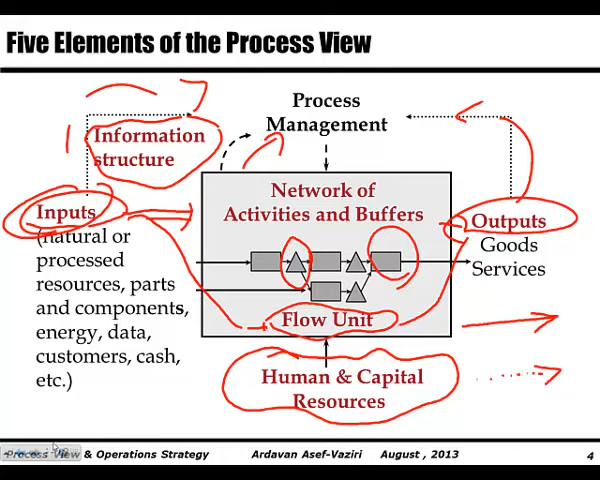 Five Elements of the Process View
Process
Management
Information
structure
Network of
Activities and Buffers
Inputs
(natural or
processed
resources, parts
and components,
energy, data,
customers, cash,
etc.)
Outputs
Goods
Services
Flow Unit
Human & Capital
Resources
Process View & Operations Strategy Ardavan Asef-Vaziri August , 2013 4